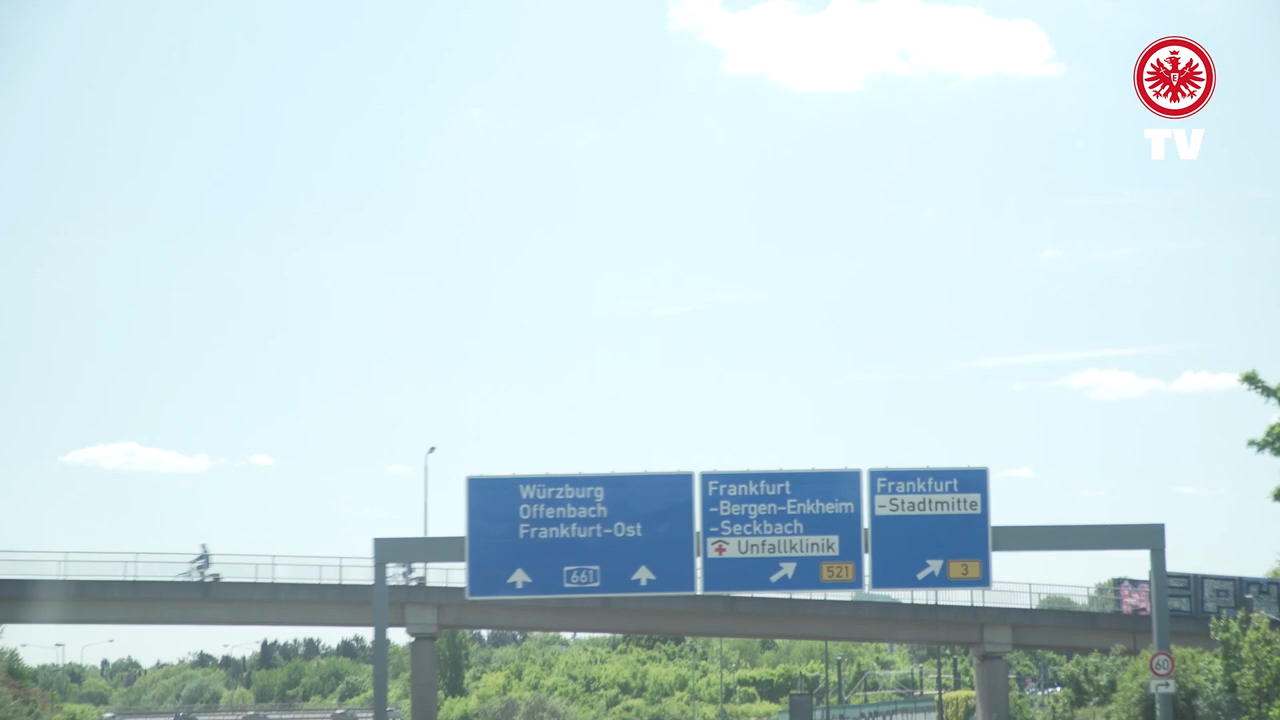 TV
Würzburg
Offenbach
Frankfurt-Ost
661
Frankfurt
-Bergen-Enkheim
-Seckbach
Unfallklinik
521
Frankfurt
-Stadtmitte
3
60